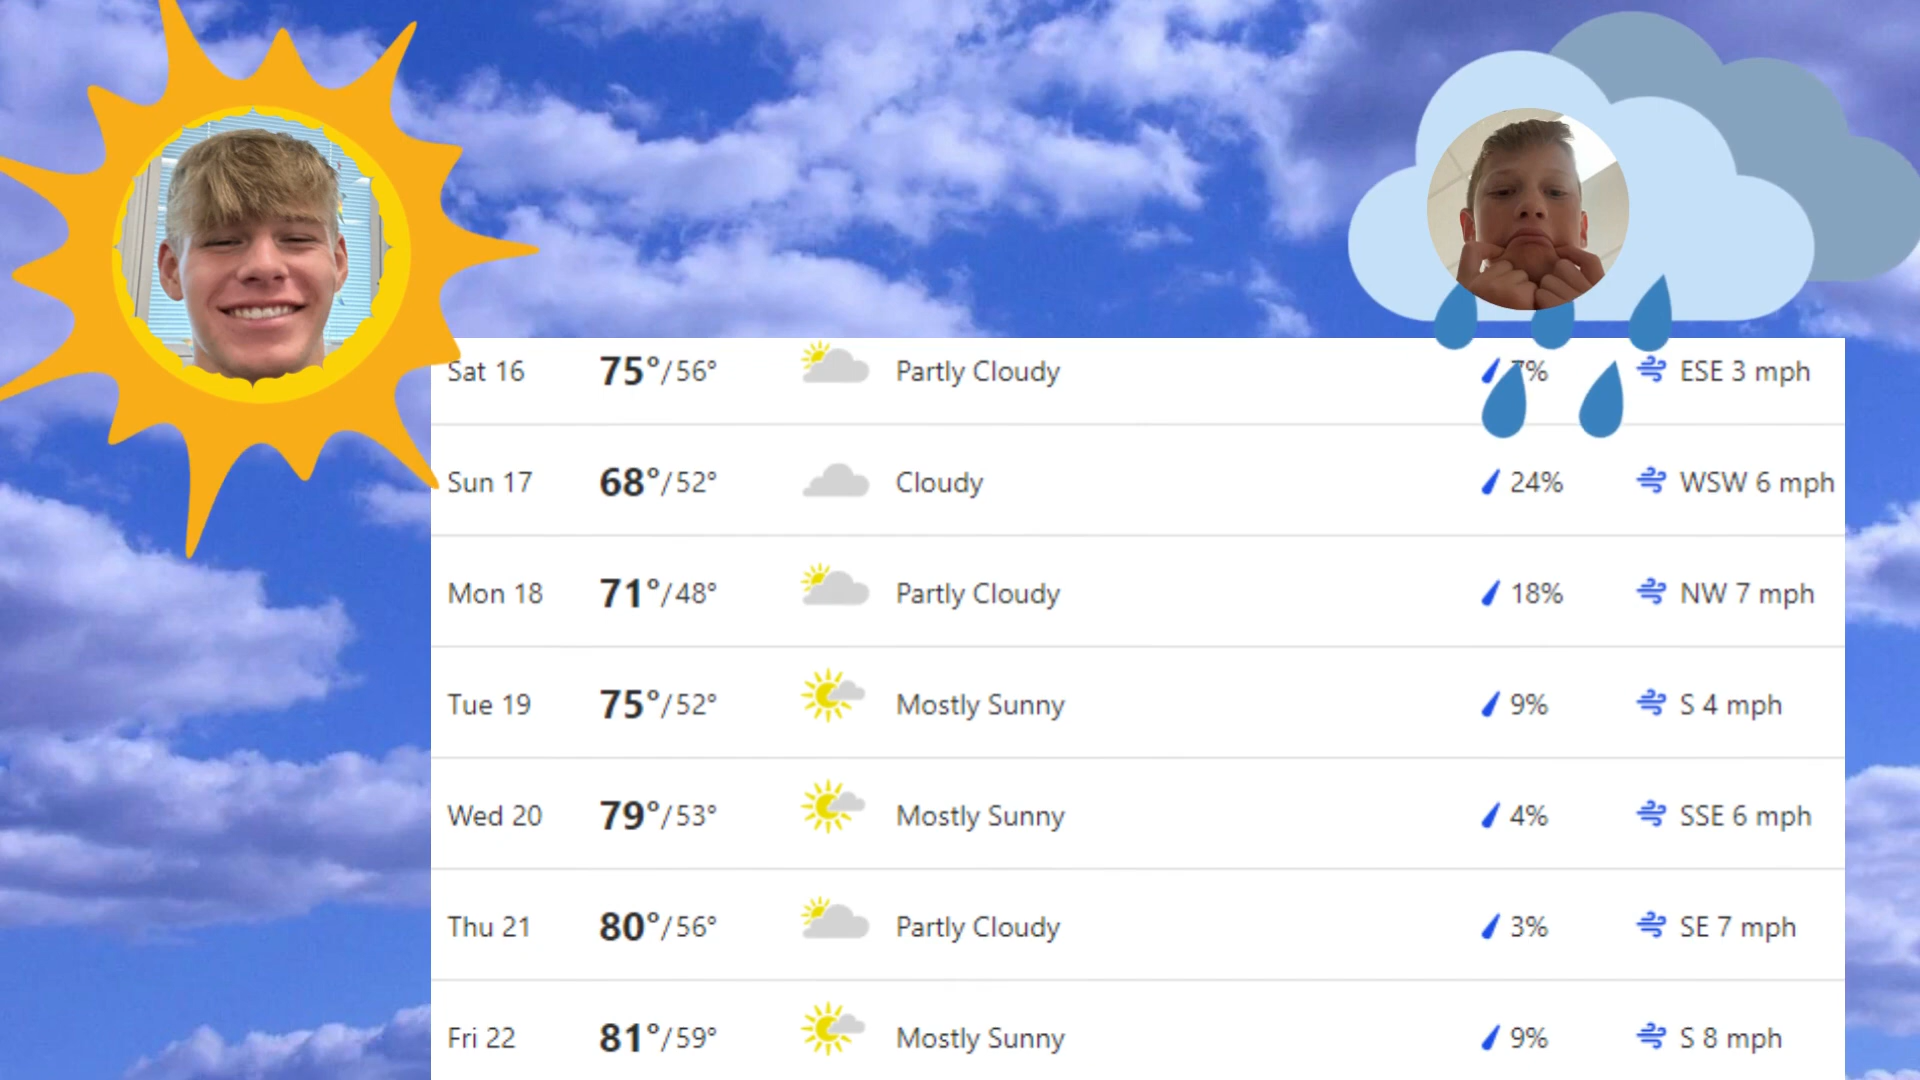 Sat 16 75°/56° Partly Cloudy 7% ESE 3 mph
Sun 17 68°/52° Cloudy 24% WSW 6 mph
Mon 18 71°/48° Partly Cloudy 18% NW 7 mph
Tue 19 75°/52° Mostly Sunny 9% S 4 mph
Wed 20 79°/53° Mostly Sunny 4% SSE 6 mph
Thu 21 80°/56° Partly Cloudy 3% SE 7 mph
Fri 22 81°/59° Mostly Sunny 9% S 8 mph